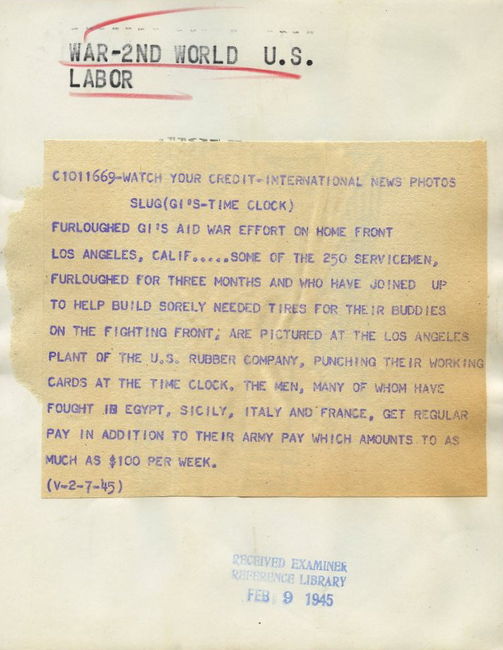 WAR-2ND WORLD U.S.
LABOR
C1011669-WATCH YOUR CREDIT-INTERNATIONAL NEWS PHOTOS
SLUG(GI'S-TIME CLOCK)
FURLOUGHED GI'S AID WAR EFFORT ON HOME FRONT
LOS ANGELES, CALIF.....SOME OF THE 250 SERVICEMEN,
FURLOUGHED FOR THREE MONTHS AND WHO HAVE JOINED UP
TO HELP BUILD SORELY NEEDED TIRES FOR THEIR BUDDIES
ON THE FIGHTING FRONT, ARE PICTURED AT THE LOS ANGELES
PLANT OF THE U.S. RUBBER COMPANY, PUNCHING THEIR WORKING
CARDS AT THE TIME CLOCK. THE MEN, MANY OF WHOM HAVE
FOUGHT IN EGYPT, SICILY, ITALY AND FRANCE, GET REGULAR
PAY IN ADDITION TO THEIR ARMY PAY WHICH AMOUNTS TO AS
MUCH AS $100 PER WEEK.
(V-2-7-45)
RECEIVED EXAMINER
REFERENCE LIBRARY
FEB 9 1945